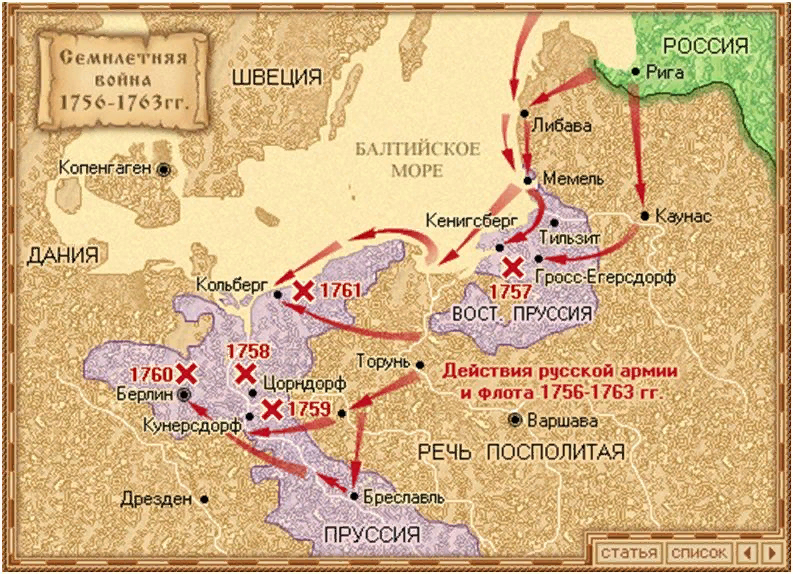 Семилетняя
война
1756-1763гг.
ШВЕЦИЯ
РОССИЯ
Рига
Либава
БАЛТИЙСКОЕ
МОРЕ
Копенгаген
Мемель
Кенигсберг
Каунас
Тильзит
ДАНИЯ
Гросс-Егерсдорф
Кольберг
1761
1757
ВОСТ. ПРУССИЯ
1758
Торунь
1760
Действия русской армии
и флота 1756-1763 гг.
Цорндорф
Берлин
1759
Варшава
Кунерсдорф
РЕЧЬ ПОСПОЛИТАЯ
Дрезден
Бреславль
ПРУССИЯ
статья
список